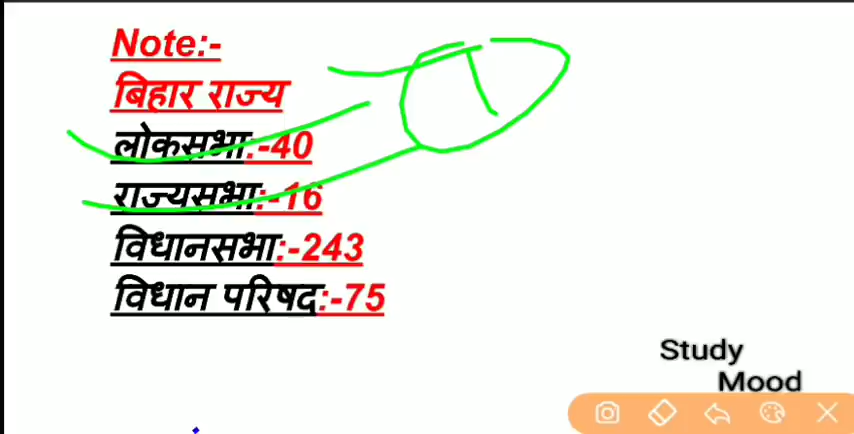 Note:-
बिहार राज्य
लोकसभा:-40
राज्यसभा:-16
विधानसभा:-243
विधान परिषद:-75
Study
Mood